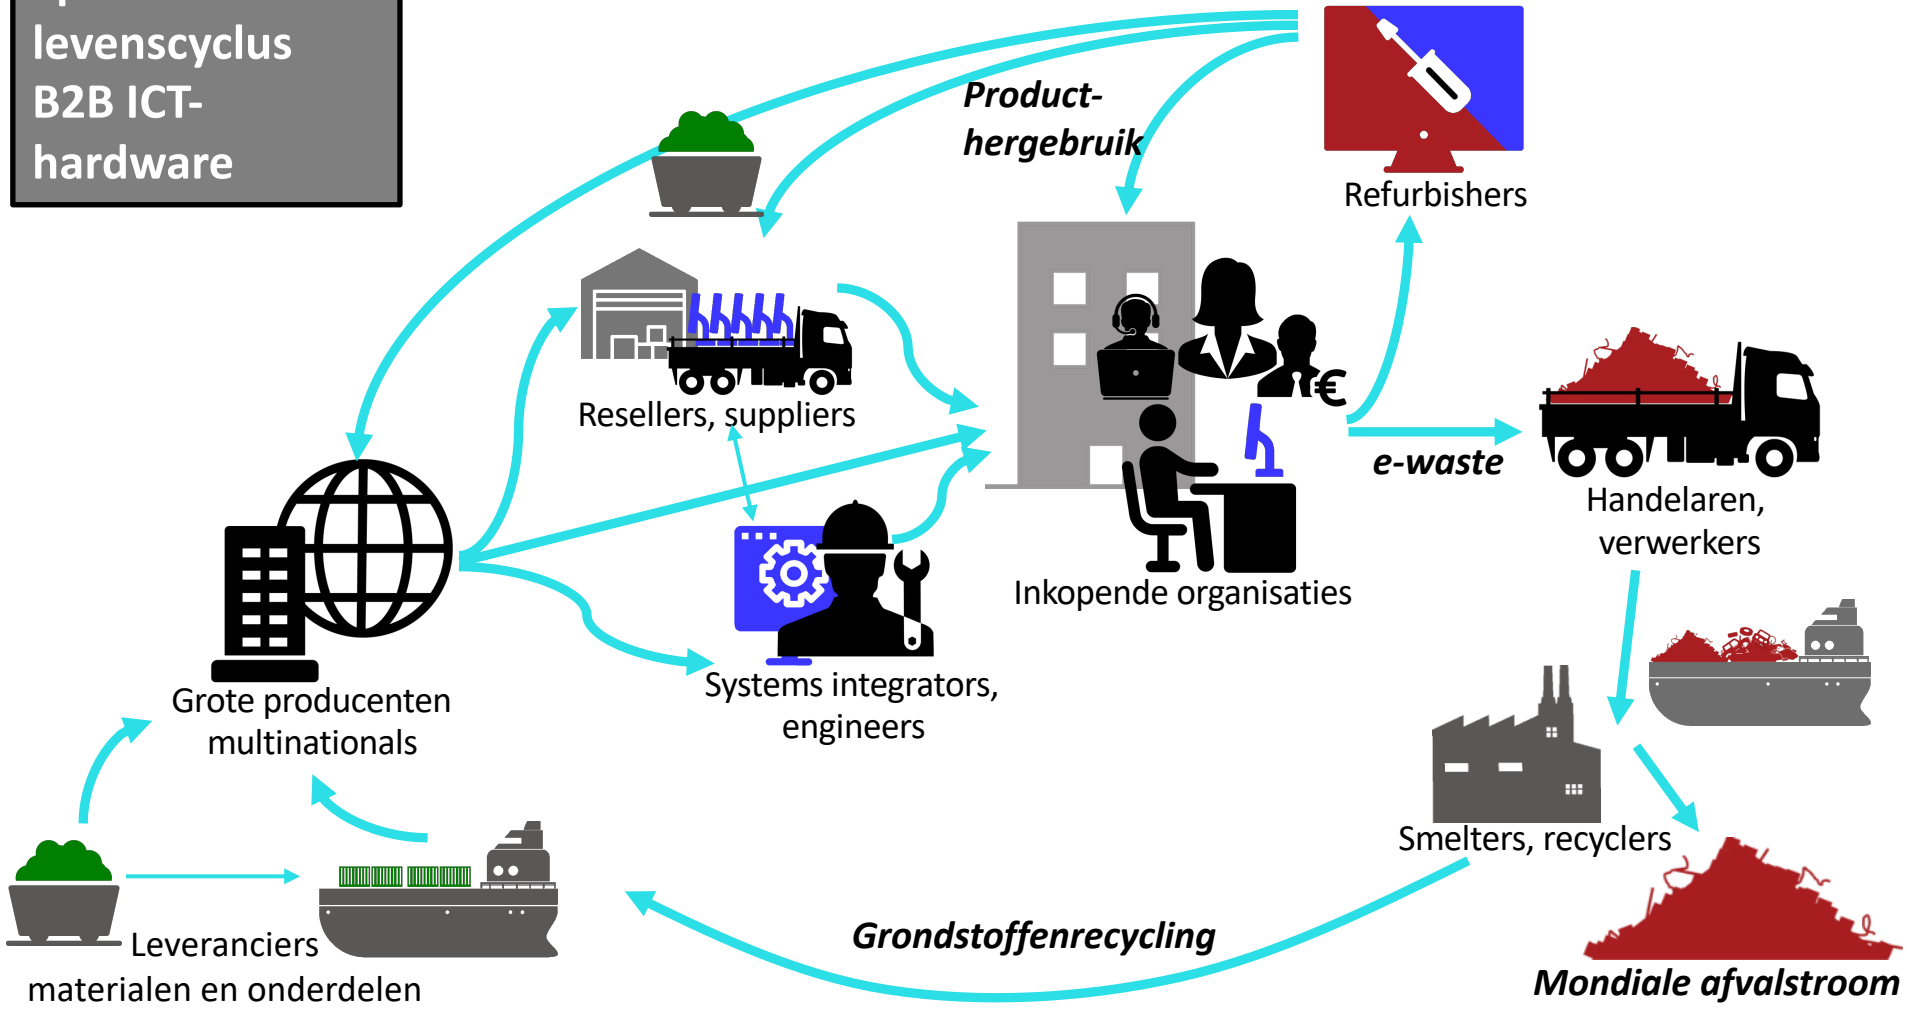 levenscyclus
B2B ICT-
hardware
Product-
hergebruik
Refurbishers
Resellers, suppliers
e-waste
Handelaren,
verwerkers
Inkopende organisaties
€
Grote producenten
multinationals
Systems integrators,
engineers
Smelters, recyclers
Leveranciers
materialen en onderdelen
Grondstoffenrecycling
Mondiale afvalstroom